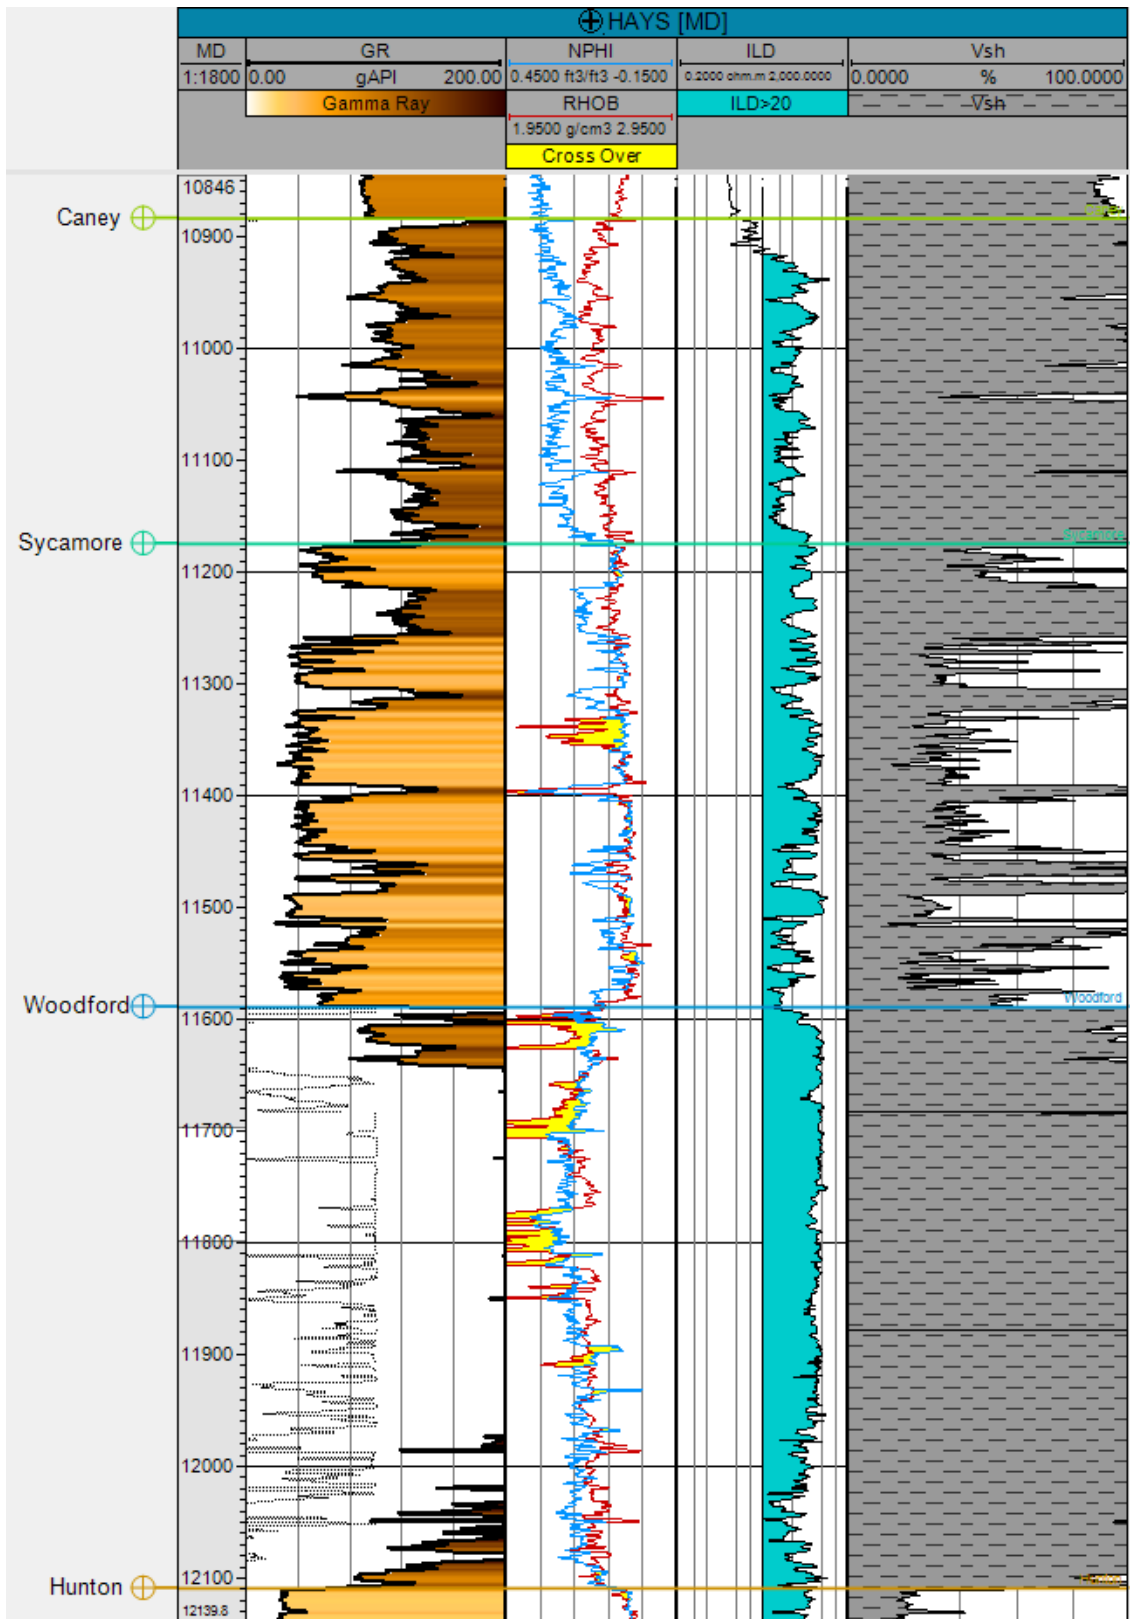 HAYS [MD]
MD GR NPHI ILD Vsh
1:1800 0.00 gAPI 200.00 0.4500 ft3/ft3 -0.1500 0.2000 ohm.m 2,000.0000 0.0000 % 100.0000
Gamma Ray RHOB ILD>20 Vsh
1.9500 g/cm3 2.9500
Cross Over
10846
Caney
10900
11000
11100
Sycamore Sycamore
11200
11300
11400
11500
Woodford Woodford
11600
11700
11800
11900
12000
12100
Hunton Hunton
12139.8